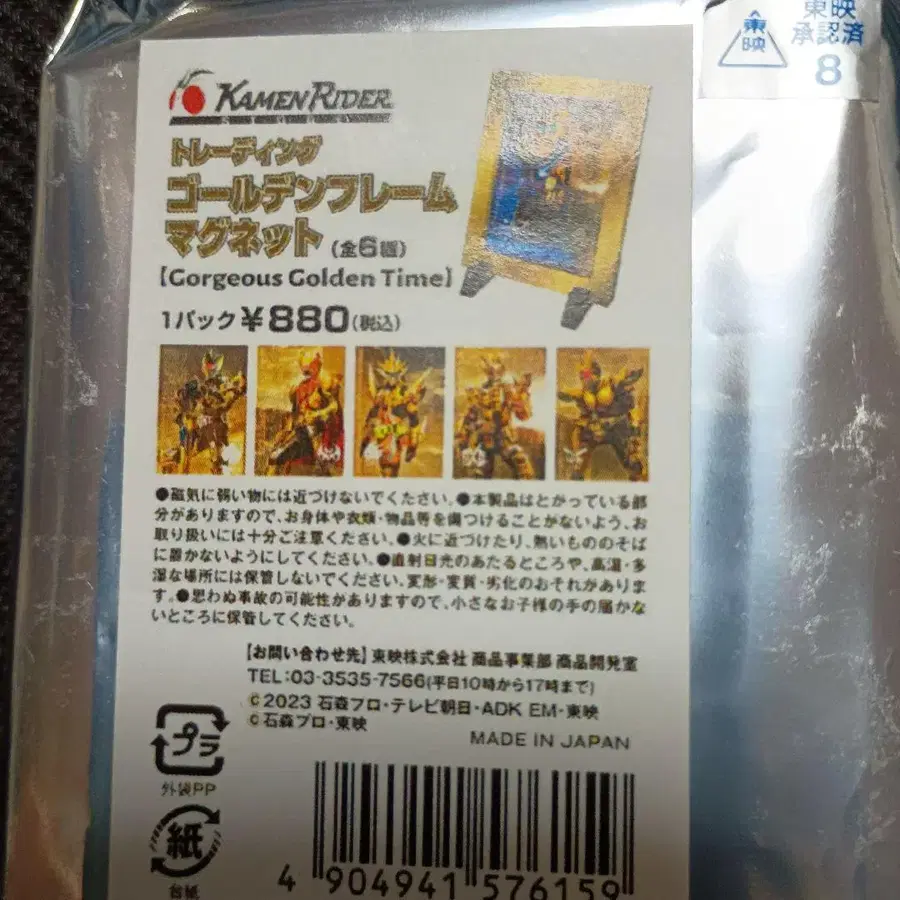 東映
東映
承認済
8
KAMEN RIDER
トレーディング
ゴールデンフレーム
マグネット(全6種)
【Gorgeous Golden Time】
1パック¥880(税込)
●磁気に弱い物には近づけないでください。●本製品はとがっている部
分がありますので、お身体や衣類・物品等を傷つけることがないよう、お
取り扱いには十分ご注意ください。●火に近づけたり、熱いもののそば
に置かないようにしてください。●直射日光のあたるところや、高温・多
湿な場所には保管しないでください。変形・変質・劣化のおそれがありま
す。●思わぬ事故の可能性がありますので、小さなお子様の手の届かな
いところに保管してください。
【お問い合わせ先】東映株式会社 商品事業部 商品開発室
TEL:03-3535-7566(平日10時から17時まで)
©2023 石森プロ・テレビ朝日・ADK EM・東映
©石森プロ・東映
MADE IN JAPAN
プラ
外袋PP
紙
台紙
4 904941 576159